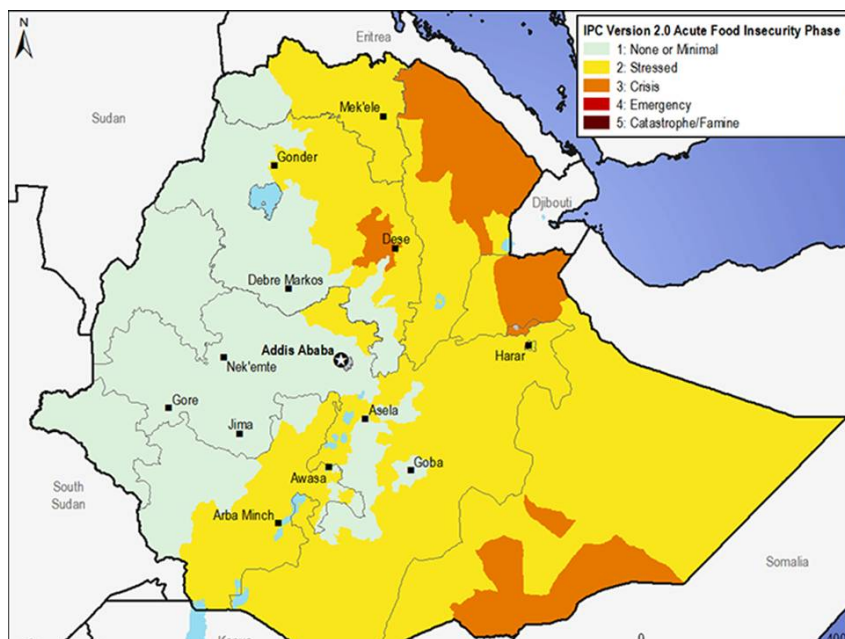 N
IPC Version 2.0 Acute Food Insecurity Phase
1: None or Minimal
2: Stressed
3: Crisis
4: Emergency
5: Catastrophe/Famine
Eritrea
Sudan
Mek'ele
Gonder
Djibouti
Dese
Debre Markos
Addis Ababa
Harar
Nek'emte
Gore
Asela
Jima
Goba
Awasa
South
Sudan
Arba Minch
Somalia
0